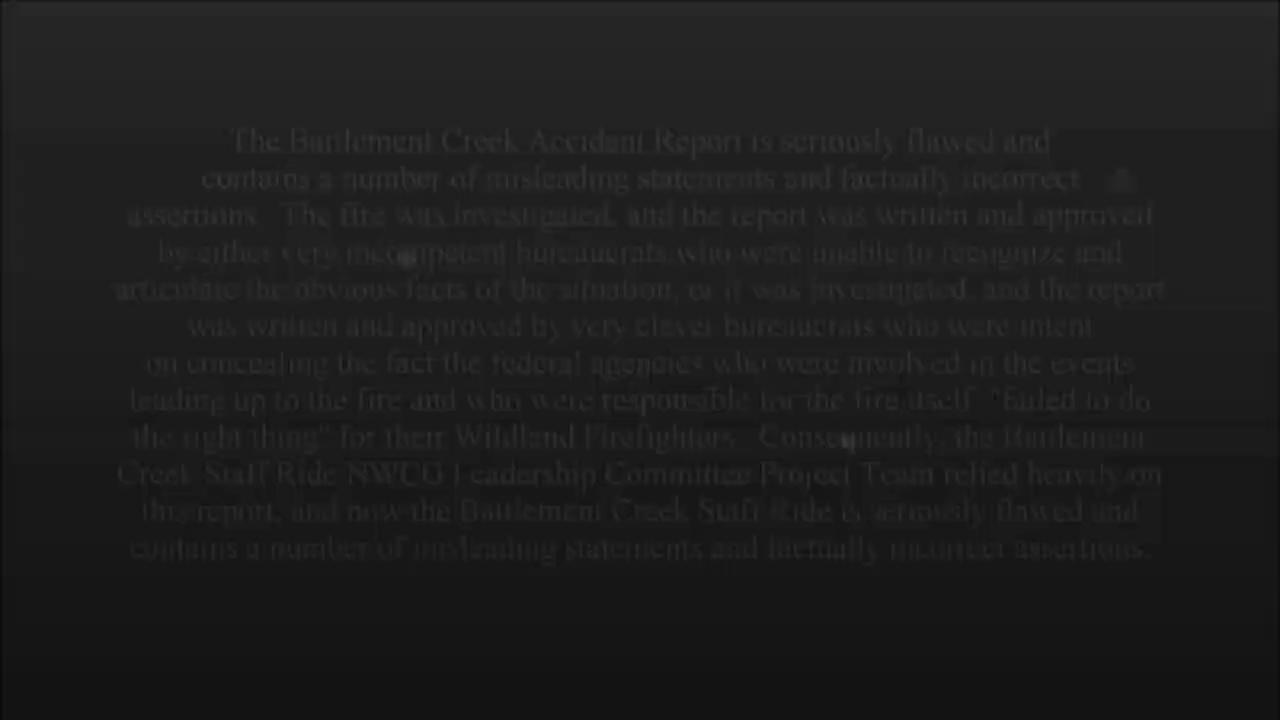 The Battlement Creek Accident Report is seriously flawed and
contains a number of misleading statements and factually incorrect
assertions. The fire was investigated, and the report was written and approved
by either very incompetent bureaucrats who were unable to recognize and
articulate the obvious facts of the situation, or it was investigated, and the report
was written and approved by very clever bureaucrats who were intent
on concealing the fact the federal agencies who were involved in the events
leading up to the fire and who were responsible for the fire itself "failed to do
the right thing" for their Wildland Firefighters. Consequently, the Battlement
Creek Staff Ride NWCG Leadership Committee Project Team relied heavily on
this report, and now the Battlement Creek Staff Ride is seriously flawed and
contains a number of misleading statements and factually incorrect assertions.